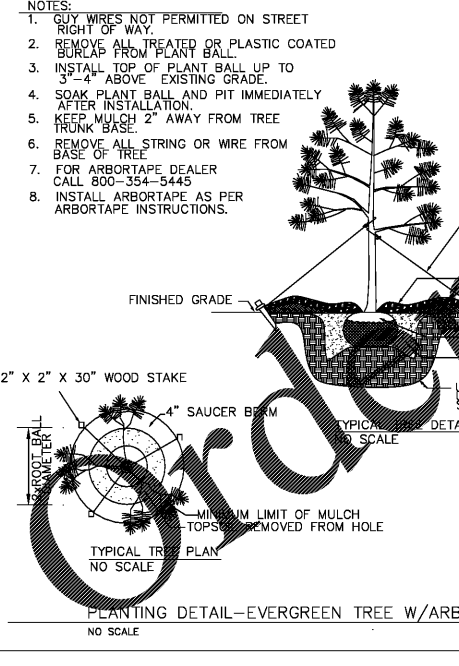 NOTES:
1. GUY WIRES NOT PERMITTED ON STREET
RIGHT OF WAY.
2. REMOVE ALL TREATED OR PLASTIC COATED
BURLAP FROM PLANT BALL.
3. INSTALL TOP OF PLANT BALL UP TO
3"-4" ABOVE EXISTING GRADE.
4. SOAK PLANT BALL AND PIT IMMEDIATELY
AFTER INSTALLATION.
5. KEEP MULCH 2" AWAY FROM TREE
TRUNK BASE.
6. REMOVE ALL STRING OR WIRE FROM
BASE OF TREE
7. FOR ARBORTAPE DEALER
CALL 800-354-5445
8. INSTALL ARBORTAPE AS PER
ARBORTAPE INSTRUCTIONS.
FINISHED GRADE
2" X 2" X 30" WOOD STAKE
4" SAUCER BERM
TYPICAL TREE DETA
NO SCALE
ROOT BALL
DIAMETER
MINIMUM LIMIT OF MULCH
TOPSOIL REMOVED FROM HOLE
TYPICAL TREE PLAN
NO SCALE
Orde
PLANTING DETAIL-EVERGREEN TREE W/ARB
NO SCALE